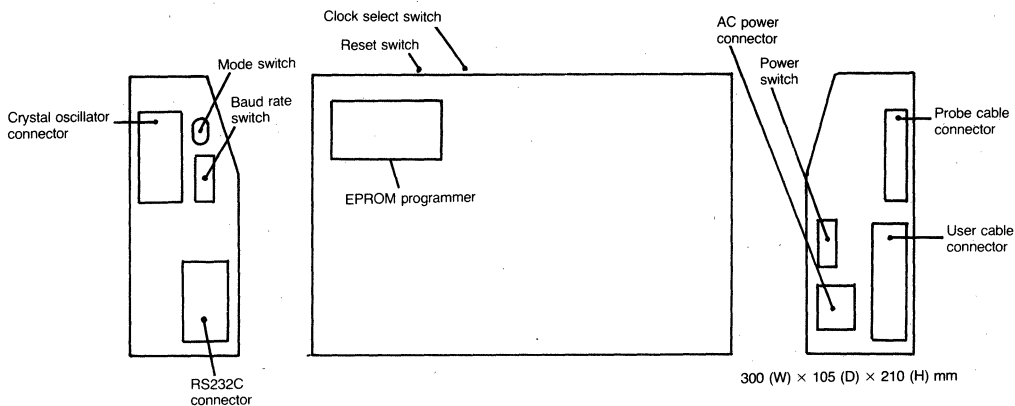 Clock select switch
Reset switch
Mode switch
Crystal oscillator
connector
Baud rate
switch
EPROM programmer
RS232C
connector
AC power
connector
Power
switch
Probe cable
connector
User cable
connector
300 (W) × 105 (D) × 210 (H) mm